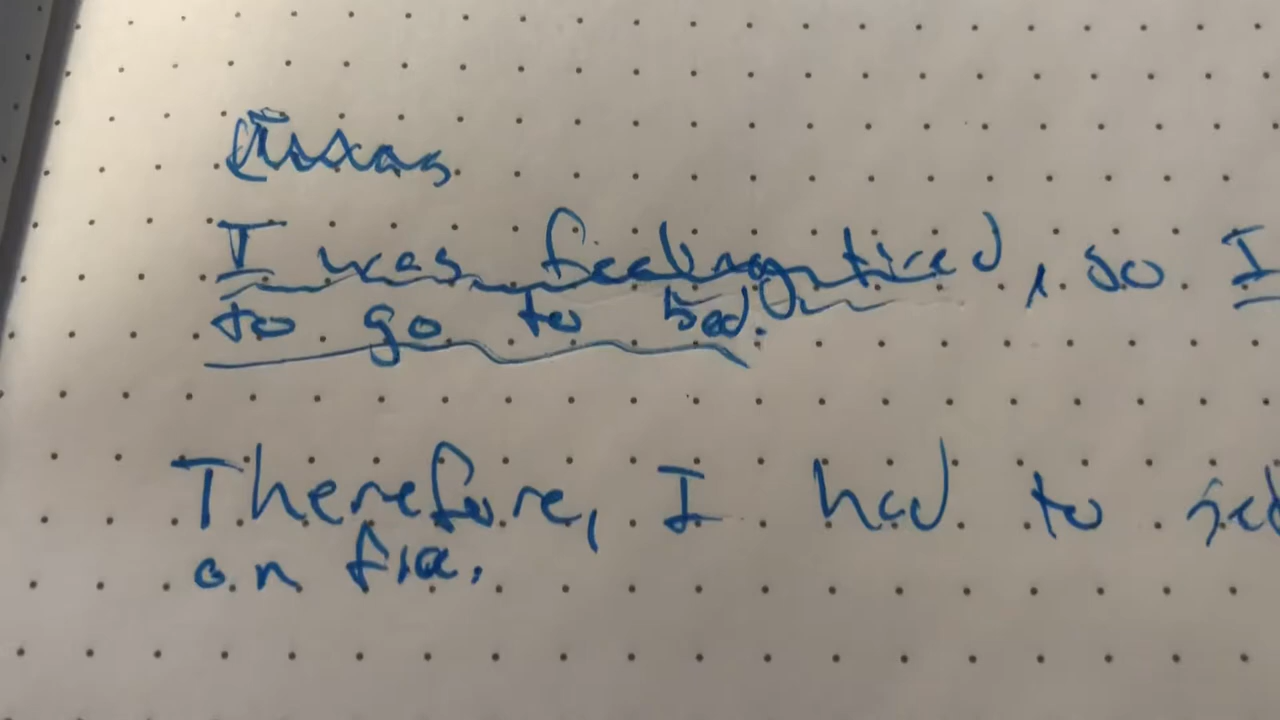 I was feeling tired, so I
to go to bed.
Therefore, I had to
on fire.